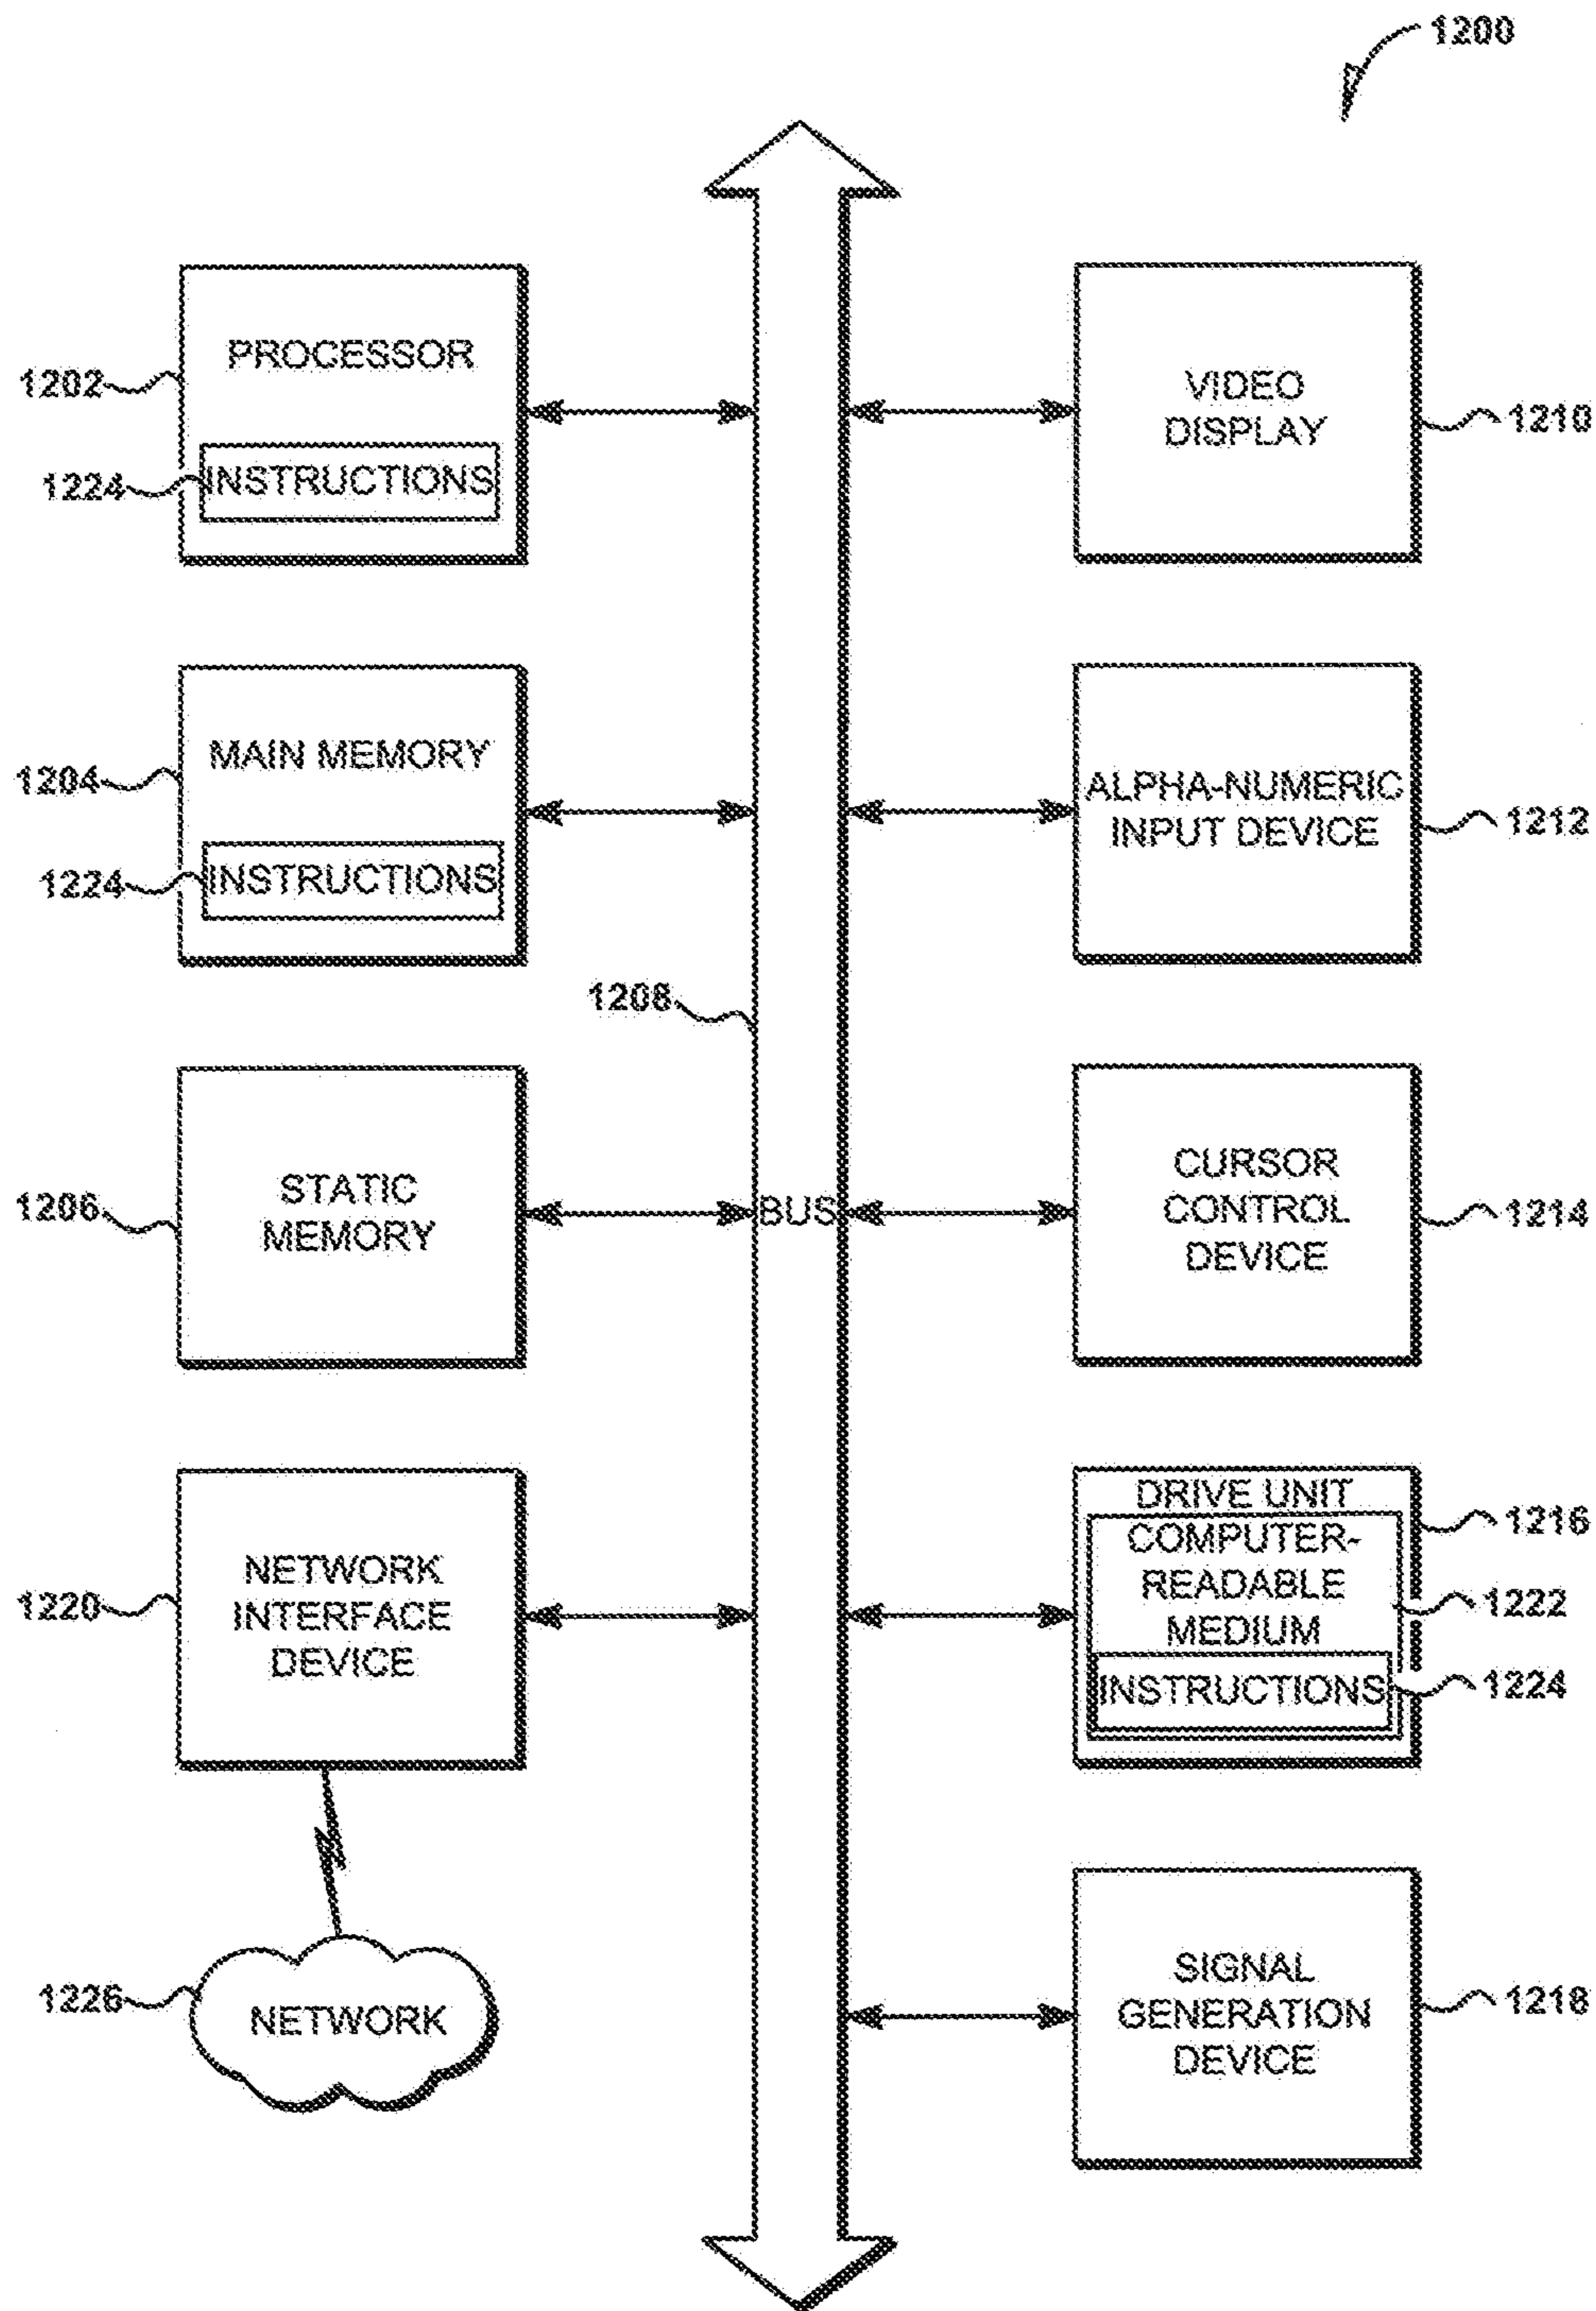 1200
PROCESSOR
1202
1224
INSTRUCTIONS
MAIN MEMORY
1204
1224
INSTRUCTIONS
1208
STATIC
MEMORY
1206
NETWORK
INTERFACE
DEVICE
1220
1226
NETWORK
BUS
VIDEO
DISPLAY
1210
ALPHA-NUMERIC
INPUT DEVICE
1212
CURSOR
CONTROL
DEVICE
1214
DRIVE UNIT
1216
COMPUTER-
READABLE
MEDIUM
1222
INSTRUCTIONS
1224
SIGNAL
GENERATION
DEVICE
1218